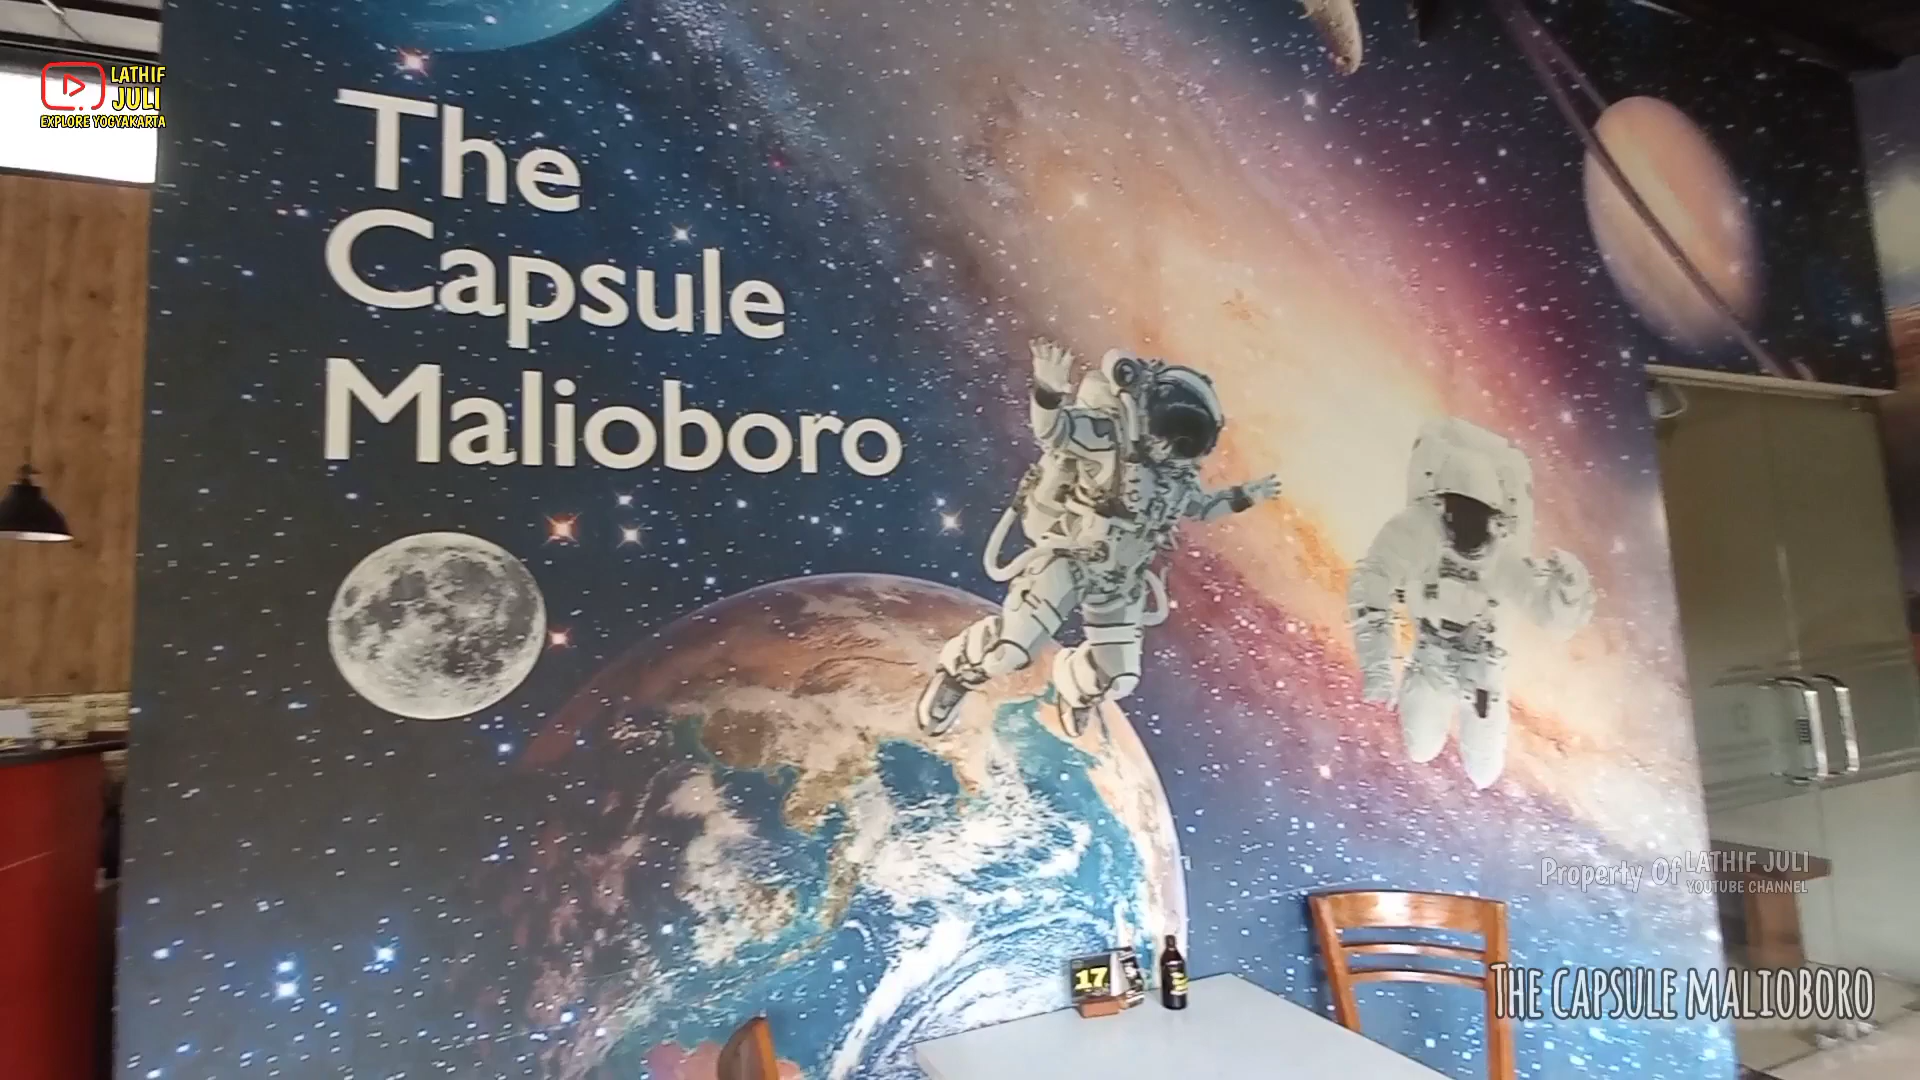 LATHIF
JULI
EXPLORE YOGYAKARTA
The
Capsule
Malioboro
Property Of LATHIF JULI
YOUTUBE CHANNEL
17
THE CAPSULE MALIOBORO